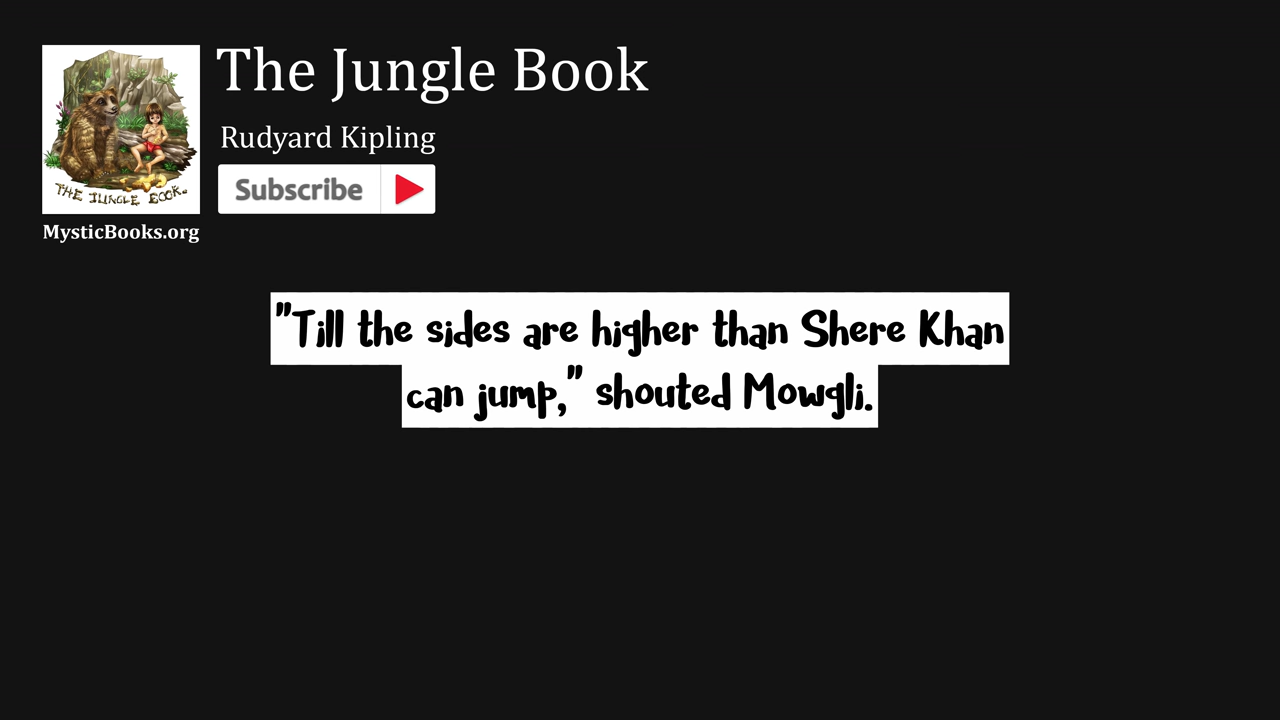 The Jungle Book
Rudyard Kipling
Subscribe
THE JUNGLE BOOK.
MysticBooks.org
"Till the sides are higher than Shere Khan
can jump," shouted Mowgli.